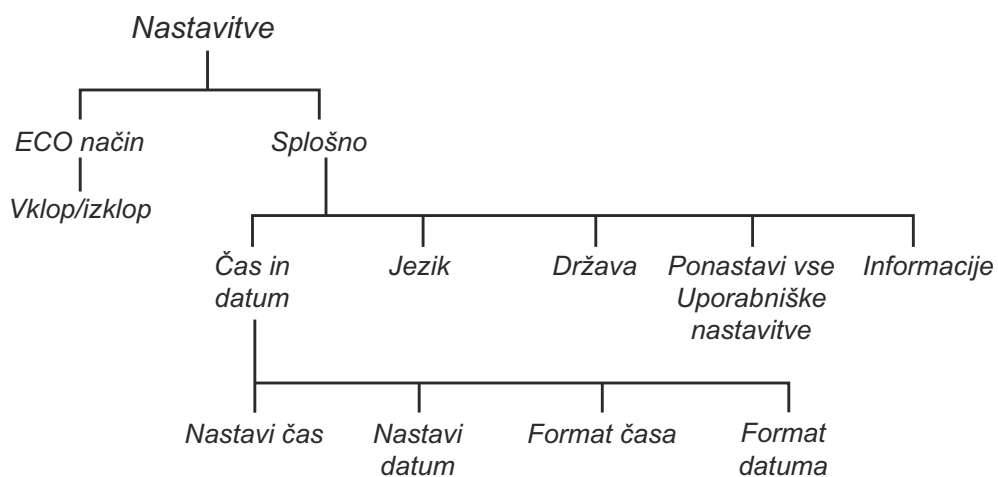 Nastavitve
ECO način
Splošno
Vklop/izklop
Čas in
datum
Jezik
Država
Ponastavi vse
Uporabniške
nastavitve
Informacije
Nastavi čas
Nastavi
datum
Format časa
Format
datuma